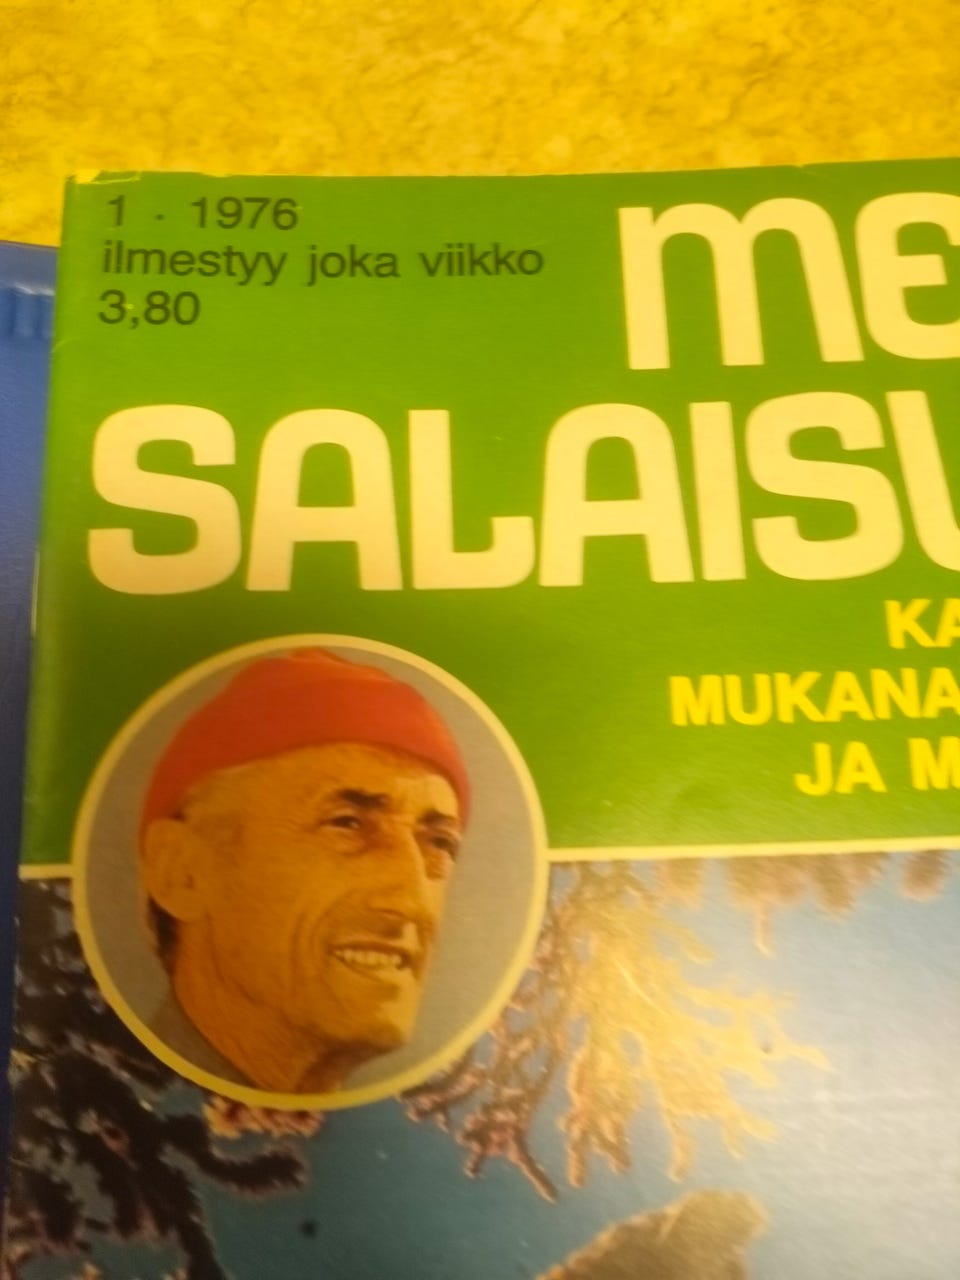 1 · 1976
ilmestyy joka viikko
3,80
me
SALAISU
KA
MUKANA
JA M